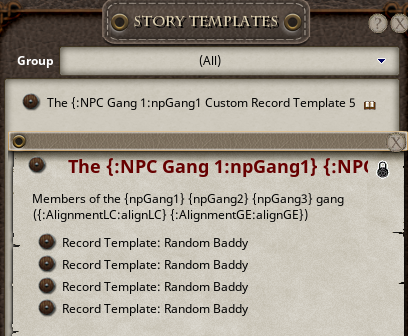 STORY TEMPLATES
?
X
Group (All)
The {:NPC Gang 1:npGang1 Custom Record Template 5
X
The {:NPC Gang 1:npGang1} {:NPC
Members of the {npGang1} {npGang2} {npGang3} gang
({:AlignmentLC:alignLC} {:AlignmentGE:alignGE})
Record Template: Random Baddy
Record Template: Random Baddy
Record Template: Random Baddy
Record Template: Random Baddy